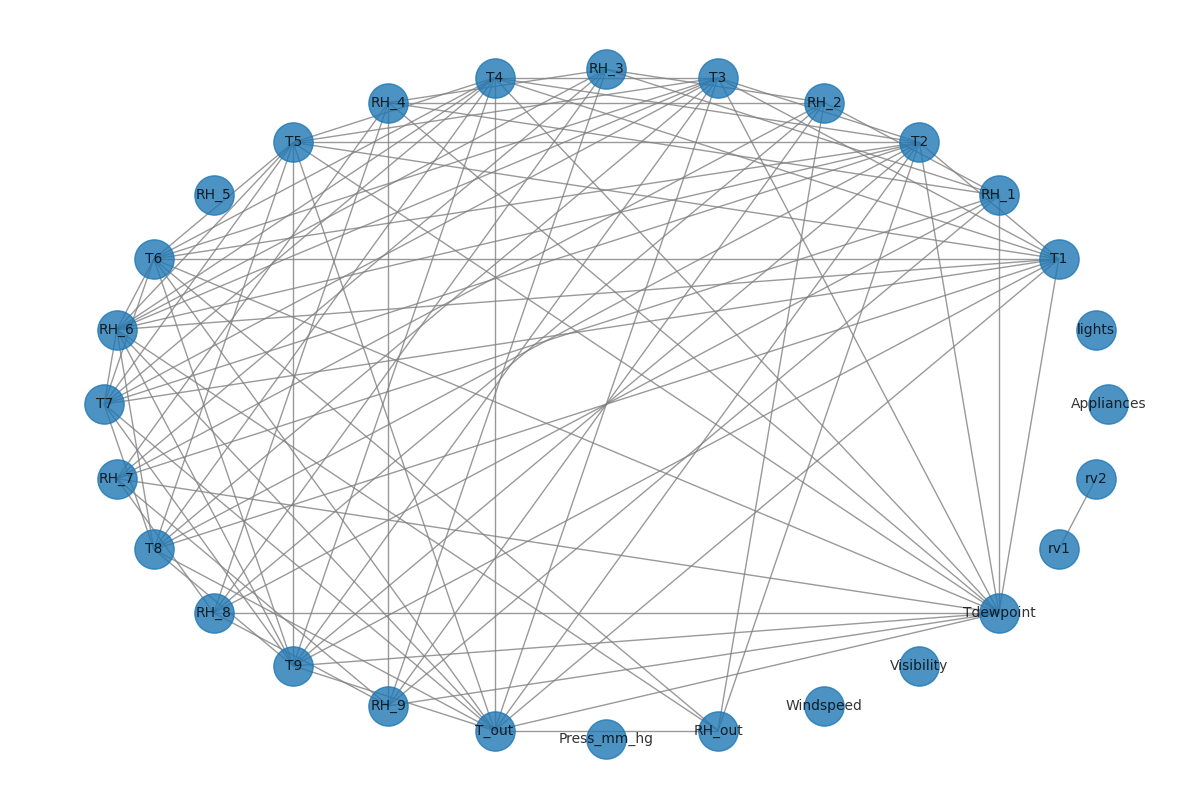 RH_3
T4
T3
RH_4
RH_2
T5
T2
RH_5
RH_1
T6
T1
RH_6
lights
T7
Appliances
RH_7
rv2
T8
rv1
RH_8
Tdewpoint
T9
Visibility
RH_9
Windspeed
T_out
RH_out
Press_mm_hg